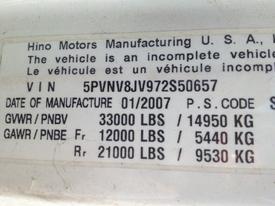 Hino Motors Manufacturing U. S. A.,
The vehicle is an incomplete vehic
Le véhicule est un véhicule incomp
V I N 5PVNV8JV972S50657
DATE OF MANUFACTURE 01/2007 P.S.CODE S
GVWR / PNBV 33000 LBS / 14950 KG
GAWR / PNBE Fr 12000 LBS / 5440 KG
Rr 21000 LBS / 9530 KG